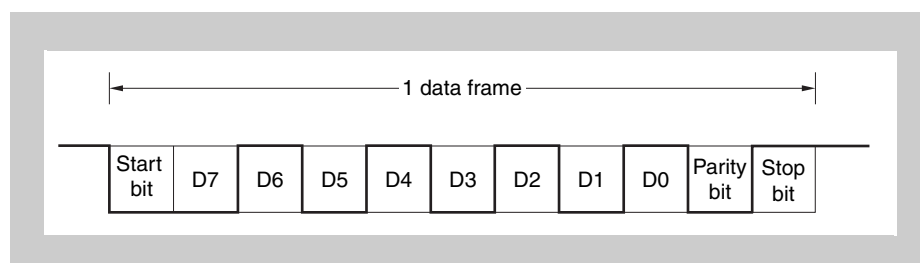 1 data frame
Start bit D7 D6 D5 D4 D3 D2 D1 D0 Parity bit Stop bit